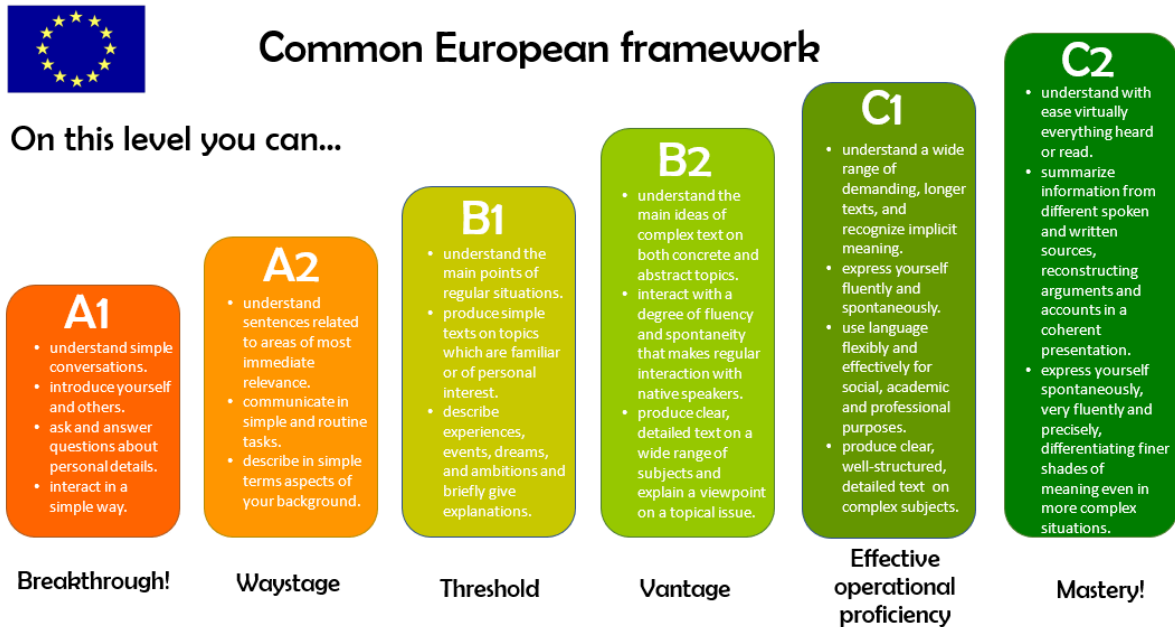 Common European framework
On this level you can...
A1
• understand simple
conversations.
• introduce yourself
and others.
• ask and answer
questions about
personal details.
• interact in a
simple way.
Breakthrough!
A2
• understand
sentences related
to areas of most
immediate
relevance.
• communicate in
simple and routine
tasks.
• describe in simple
terms aspects of
your background.
Waystage
B1
• understand the
main points of
regular situations.
• produce simple
texts on topics
which are familiar
or of personal
interest.
• describe
experiences,
events, dreams,
and ambitions and
briefly give
explanations.
Threshold
B2
• understand the
main ideas of
complex text on
both concrete and
abstract topics.
• interact with a
degree of fluency
and spontaneity
that makes regular
interaction with
native speakers.
• produce clear,
detailed text on a
wide range of
subjects and
explain a viewpoint
on a topical issue.
Vantage
C1
• understand a wide
range of
demanding, longer
texts, and
recognize implicit
meaning.
• express yourself
fluently and
spontaneously.
• use language
flexibly and
effectively for
social, academic
and professional
purposes.
• produce clear,
well-structured,
detailed text on
complex subjects.
Effective
operational
proficiency
C2
• understand with
ease virtually
everything heard
or read.
• summarize
information from
different spoken
and written
sources,
reconstructing
arguments and
accounts in a
coherent
presentation.
• express yourself
spontaneously,
very fluently and
precisely,
differentiating finer
shades of
meaning even in
more complex
situations.
Mastery!